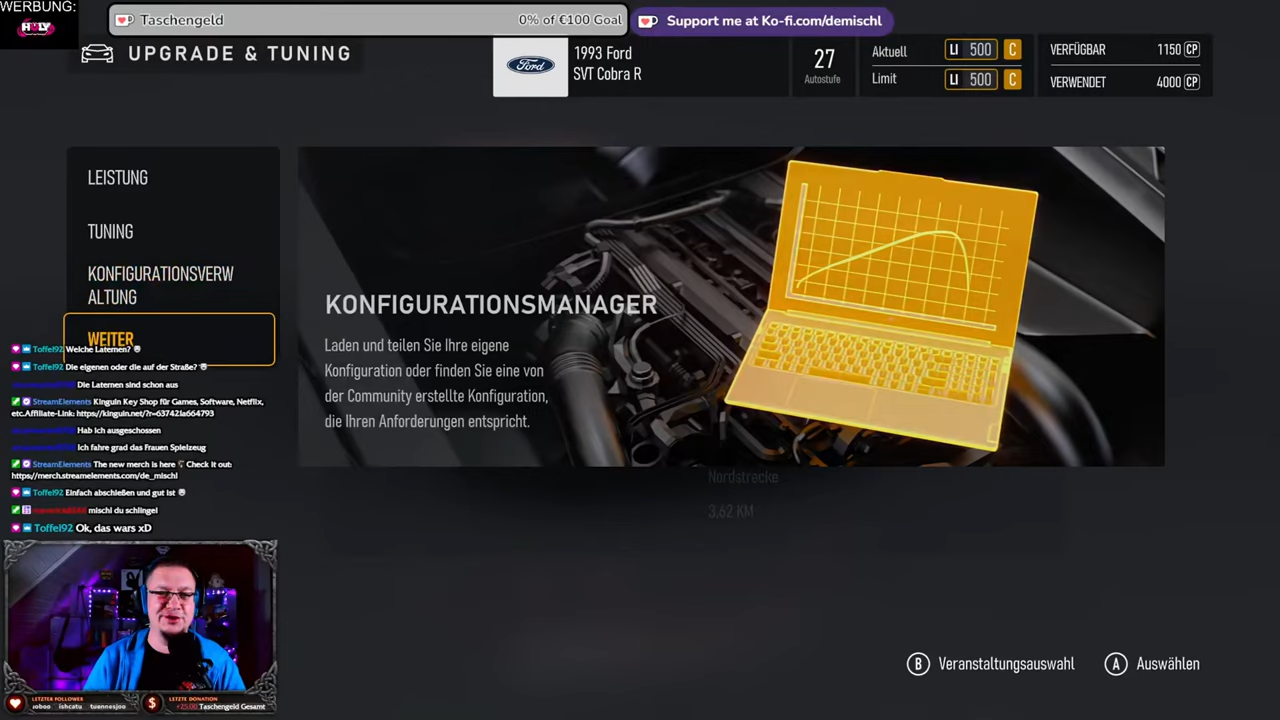 WERBUNG:
HOLY
Taschengeld
0% of €100 Goal
Support me at Ko-fi.com/demischl
UPGRADE & TUNING
Ford
1993 Ford
SVT Cobra R
27
Autostufe
Aktuell LI 500 C
Limit LI 500 C
VERFÜGBAR 1150 CP
VERWENDET 4000 CP
LEISTUNG
TUNING
KONFIGURATIONSVERW
ALTUNG
WEITER
KONFIGURATIONSMANAGER
Laden und teilen Sie Ihre eigene
Konfiguration oder finden Sie eine von
der Community erstellte Konfiguration,
die Ihren Anforderungen entspricht.
Nordstrecke
3,62 KM
Toffel92 Welche Laternen?
Toffel92 Die eigenen oder die auf der Straße?
Die Laternen sind schon aus
StreamElements Kinguin Key Shop für Games, Software, Netflix,
etc.Affiliate-Link: https://kinguin.net/?r=63742fa664793
Hab ich ausgeschossen
Ich fahre grad das Frauen Spielzeug
StreamElements The new merch is here Check it out:
https://merch.streamelements.com/de_mischl
Toffel92 Einfach abschießen und gut ist
mischi du schlingel
Toffel92 Ok, das wars xD
LETZTER FOLLOWER
LETZTE DONATION
Taschengeld Gesamt
B Veranstaltungsauswahl
A Auswählen